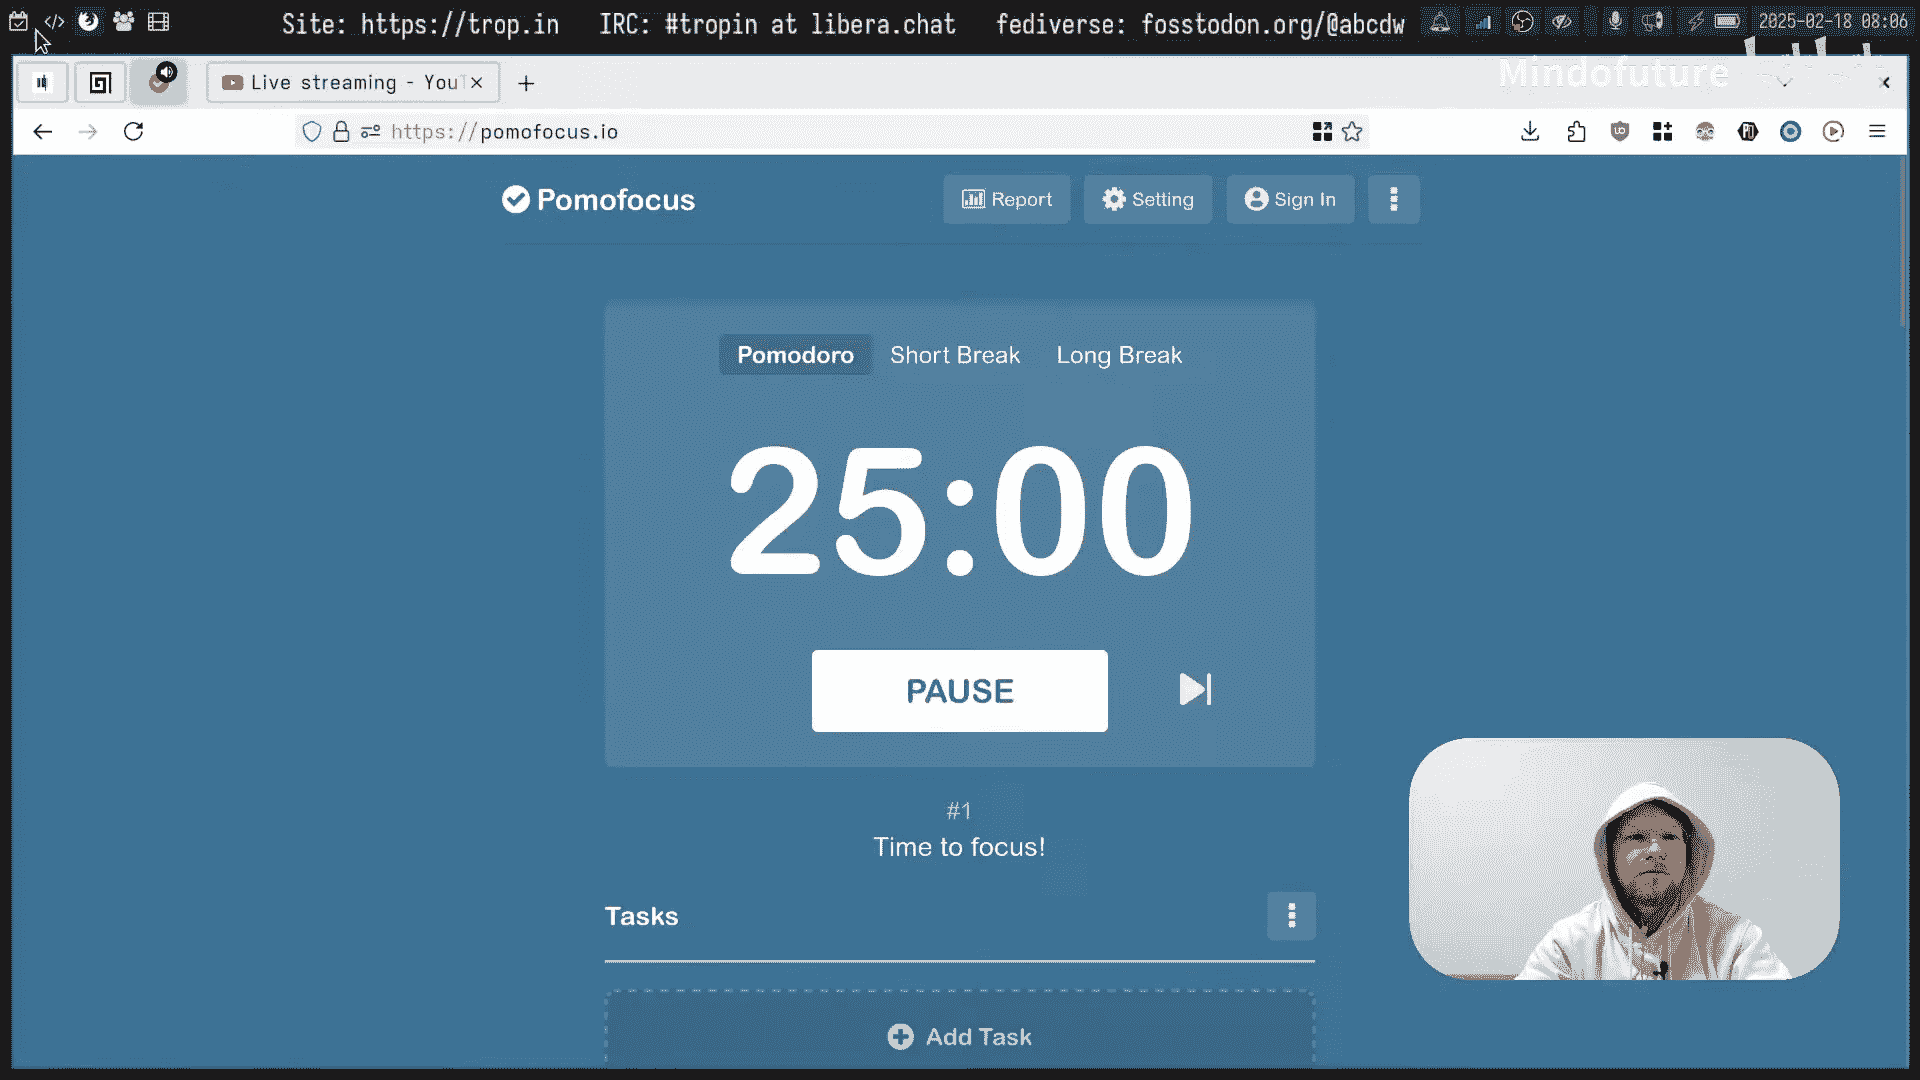 Site: https://trop.in IRC: #tropin at libera.chat fediverse: fosstodon.org/@abcdw 2025-02-18 08:06
Mindofuture
Live streaming - You
https://pomofocus.io
Pomofocus
Report
Setting
Sign In
Pomodoro
Short Break
Long Break
25:00
PAUSE
#1
Time to focus!
Tasks
Add Task